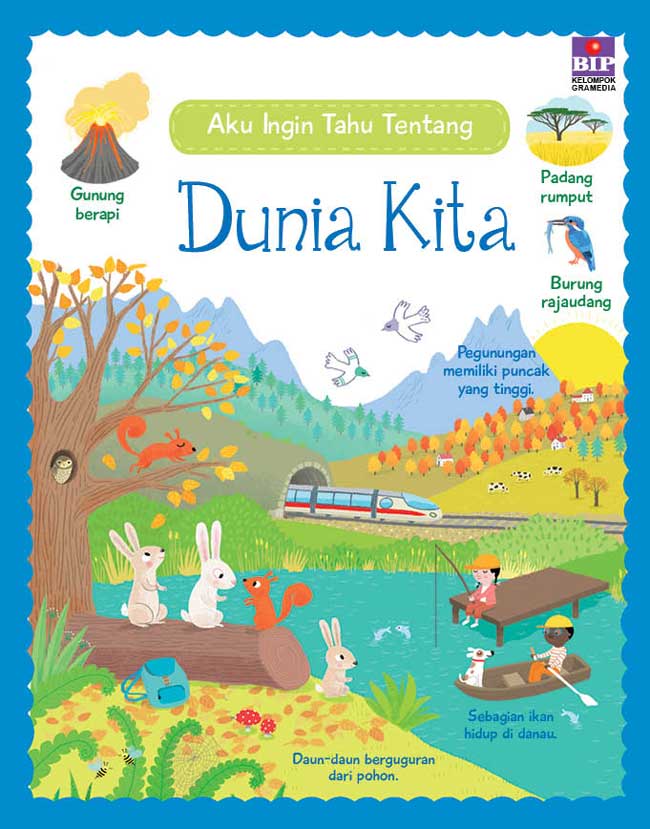 BIP
KELOMPOK
GRAMEDIA
Aku Ingin Tahu Tentang
Dunia Kita
Gunung
berapi
Padang
rumput
Burung
rajaudang
Pegunungan
memiliki puncak
yang tinggi.
Sebagian ikan
hidup di danau.
Daun-daun berguguran
dari pohon.